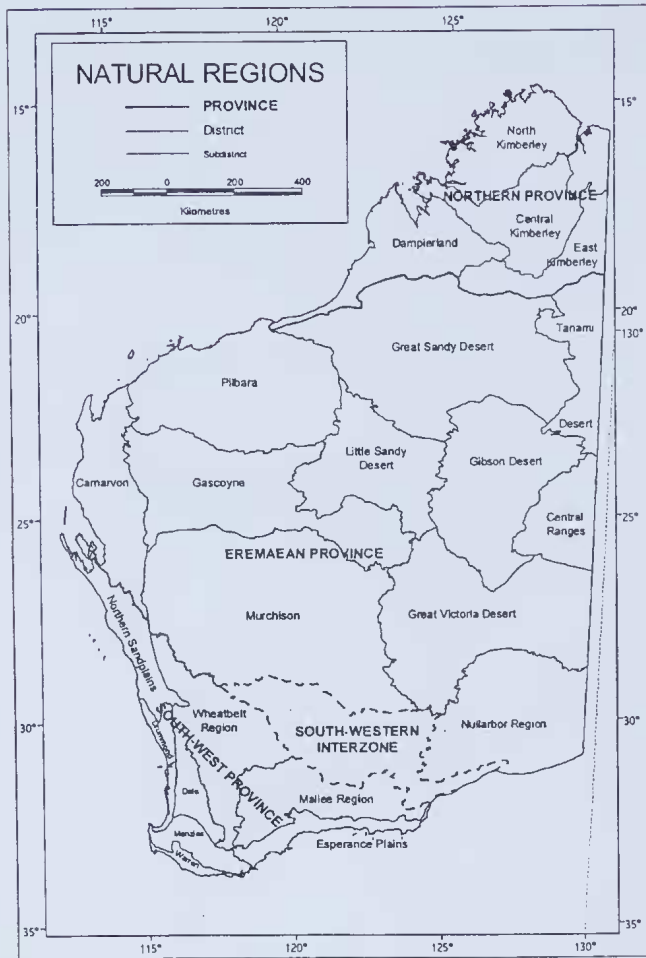 115°
120°
125°
NATURAL REGIONS
PROVINCE
District
Subdistrict
200 0 200 400
Kilometres
15°
15°
North
Kimberley
NORTHERN PROVINCE
Central
Kimberley
East
Kimberley
Dampierland
20°
20°
130°
Tanami
Great Sandy Desert
Pilbara
Desert
Little Sandy
Desert
Gibson Desert
Carnarvon
Gascoyne
Central
Ranges
25°
25°
EREMAEAN PROVINCE
Northern Sandplains
Murchison
Great Victoria Desert
30°
30°
Wheatbelt
Region
SOUTH-WESTERN
INTERZONE
Nullarbor Region
SOUTH-WEST PROVINCE
Drummond
Dale
Mallee Region
Menzies
Warren
Esperance Plains
35°
35°
115°
120°
125°
130°